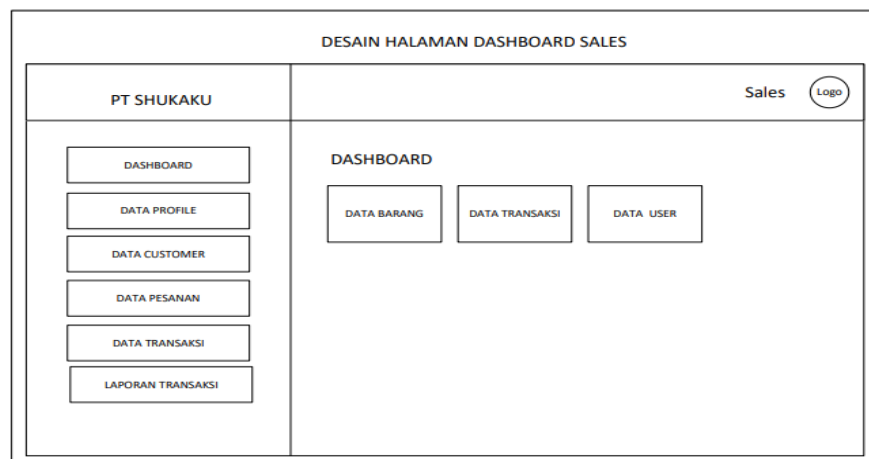 DESAIN HALAMAN DASHBOARD SALES
PT SHUKAKU
Sales
Logo
DASHBOARD
DATA PROFILE
DATA CUSTOMER
DATA PESANAN
DATA TRANSAKSI
LAPORAN TRANSAKSI
DASHBOARD
DATA BARANG
DATA TRANSAKSI
DATA USER